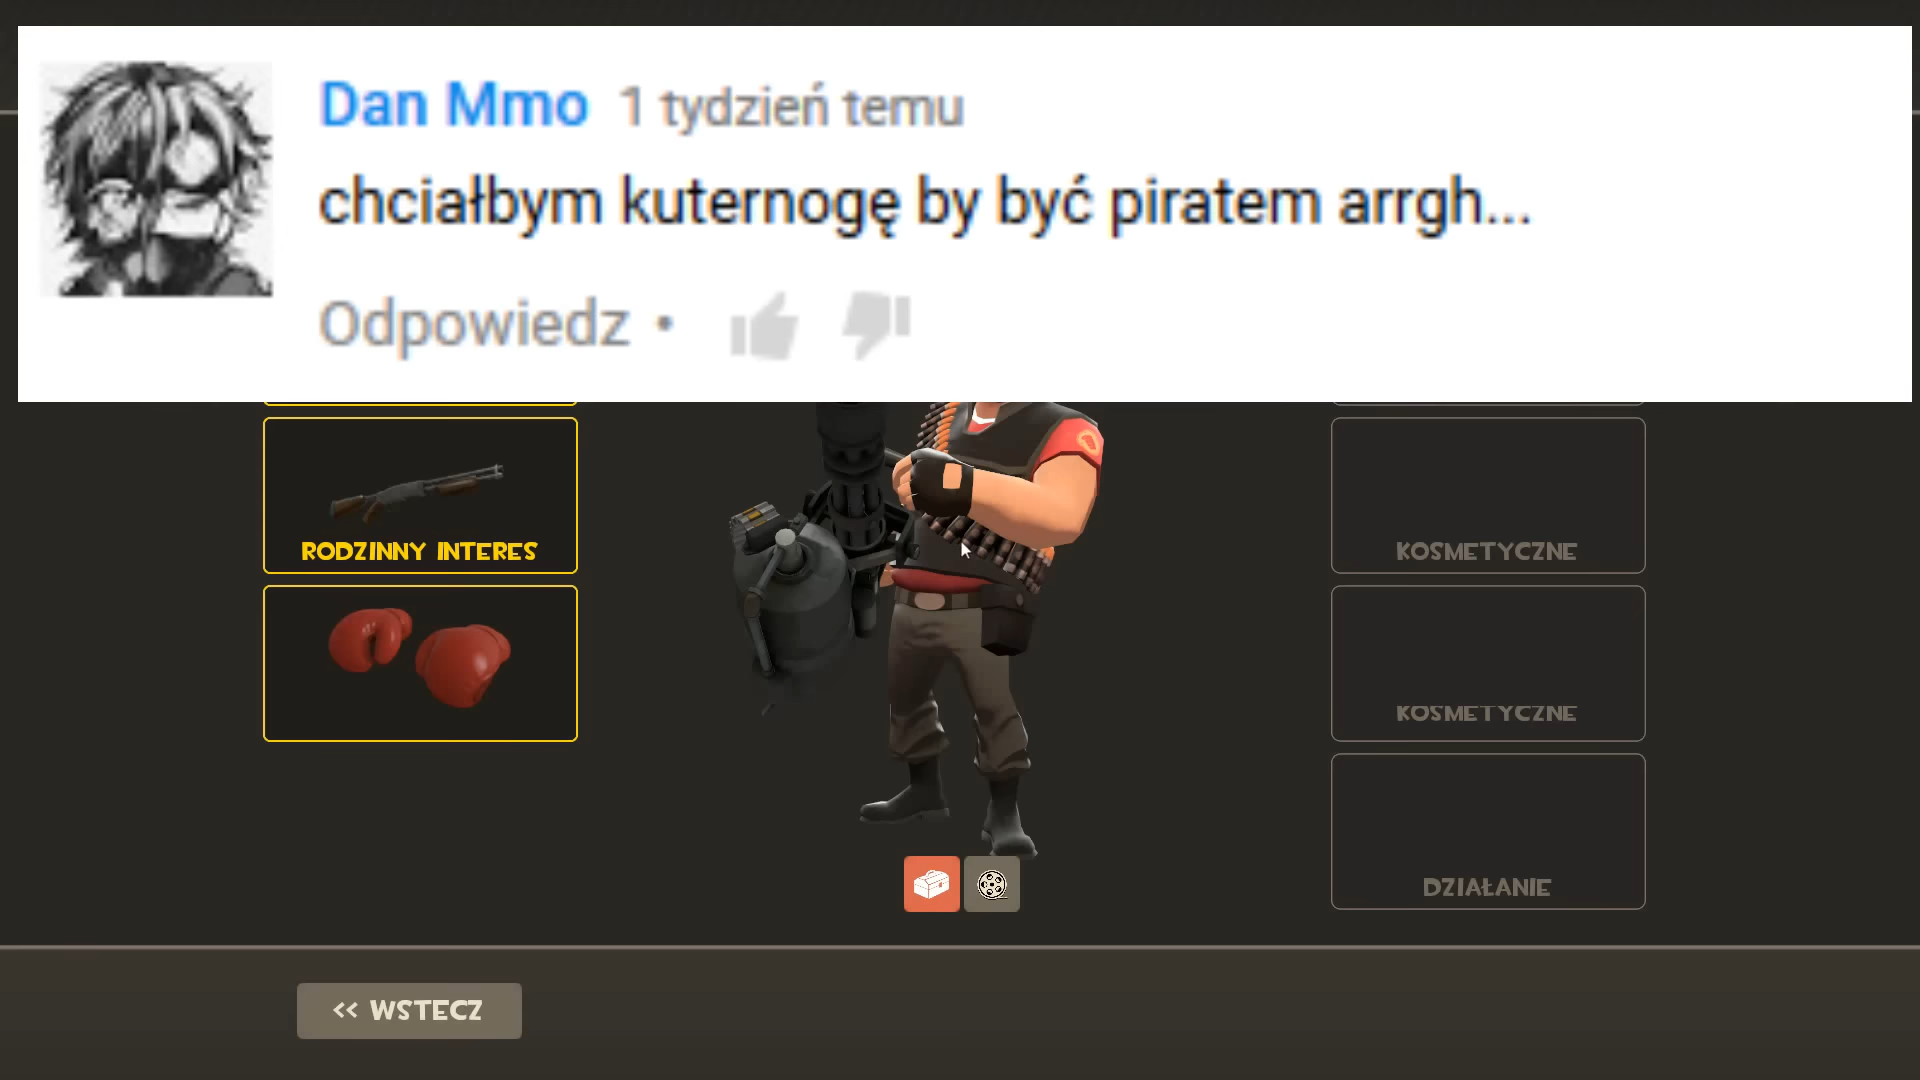 Dan Mmo 1 tydzień temu
chciałbym kuternogę by być piratem arrgh...
Odpowiedz •
RODZINNY INTERES
KOSMETYCZNE
KOSMETYCZNE
DZIAŁANIE
<< WSTECZ